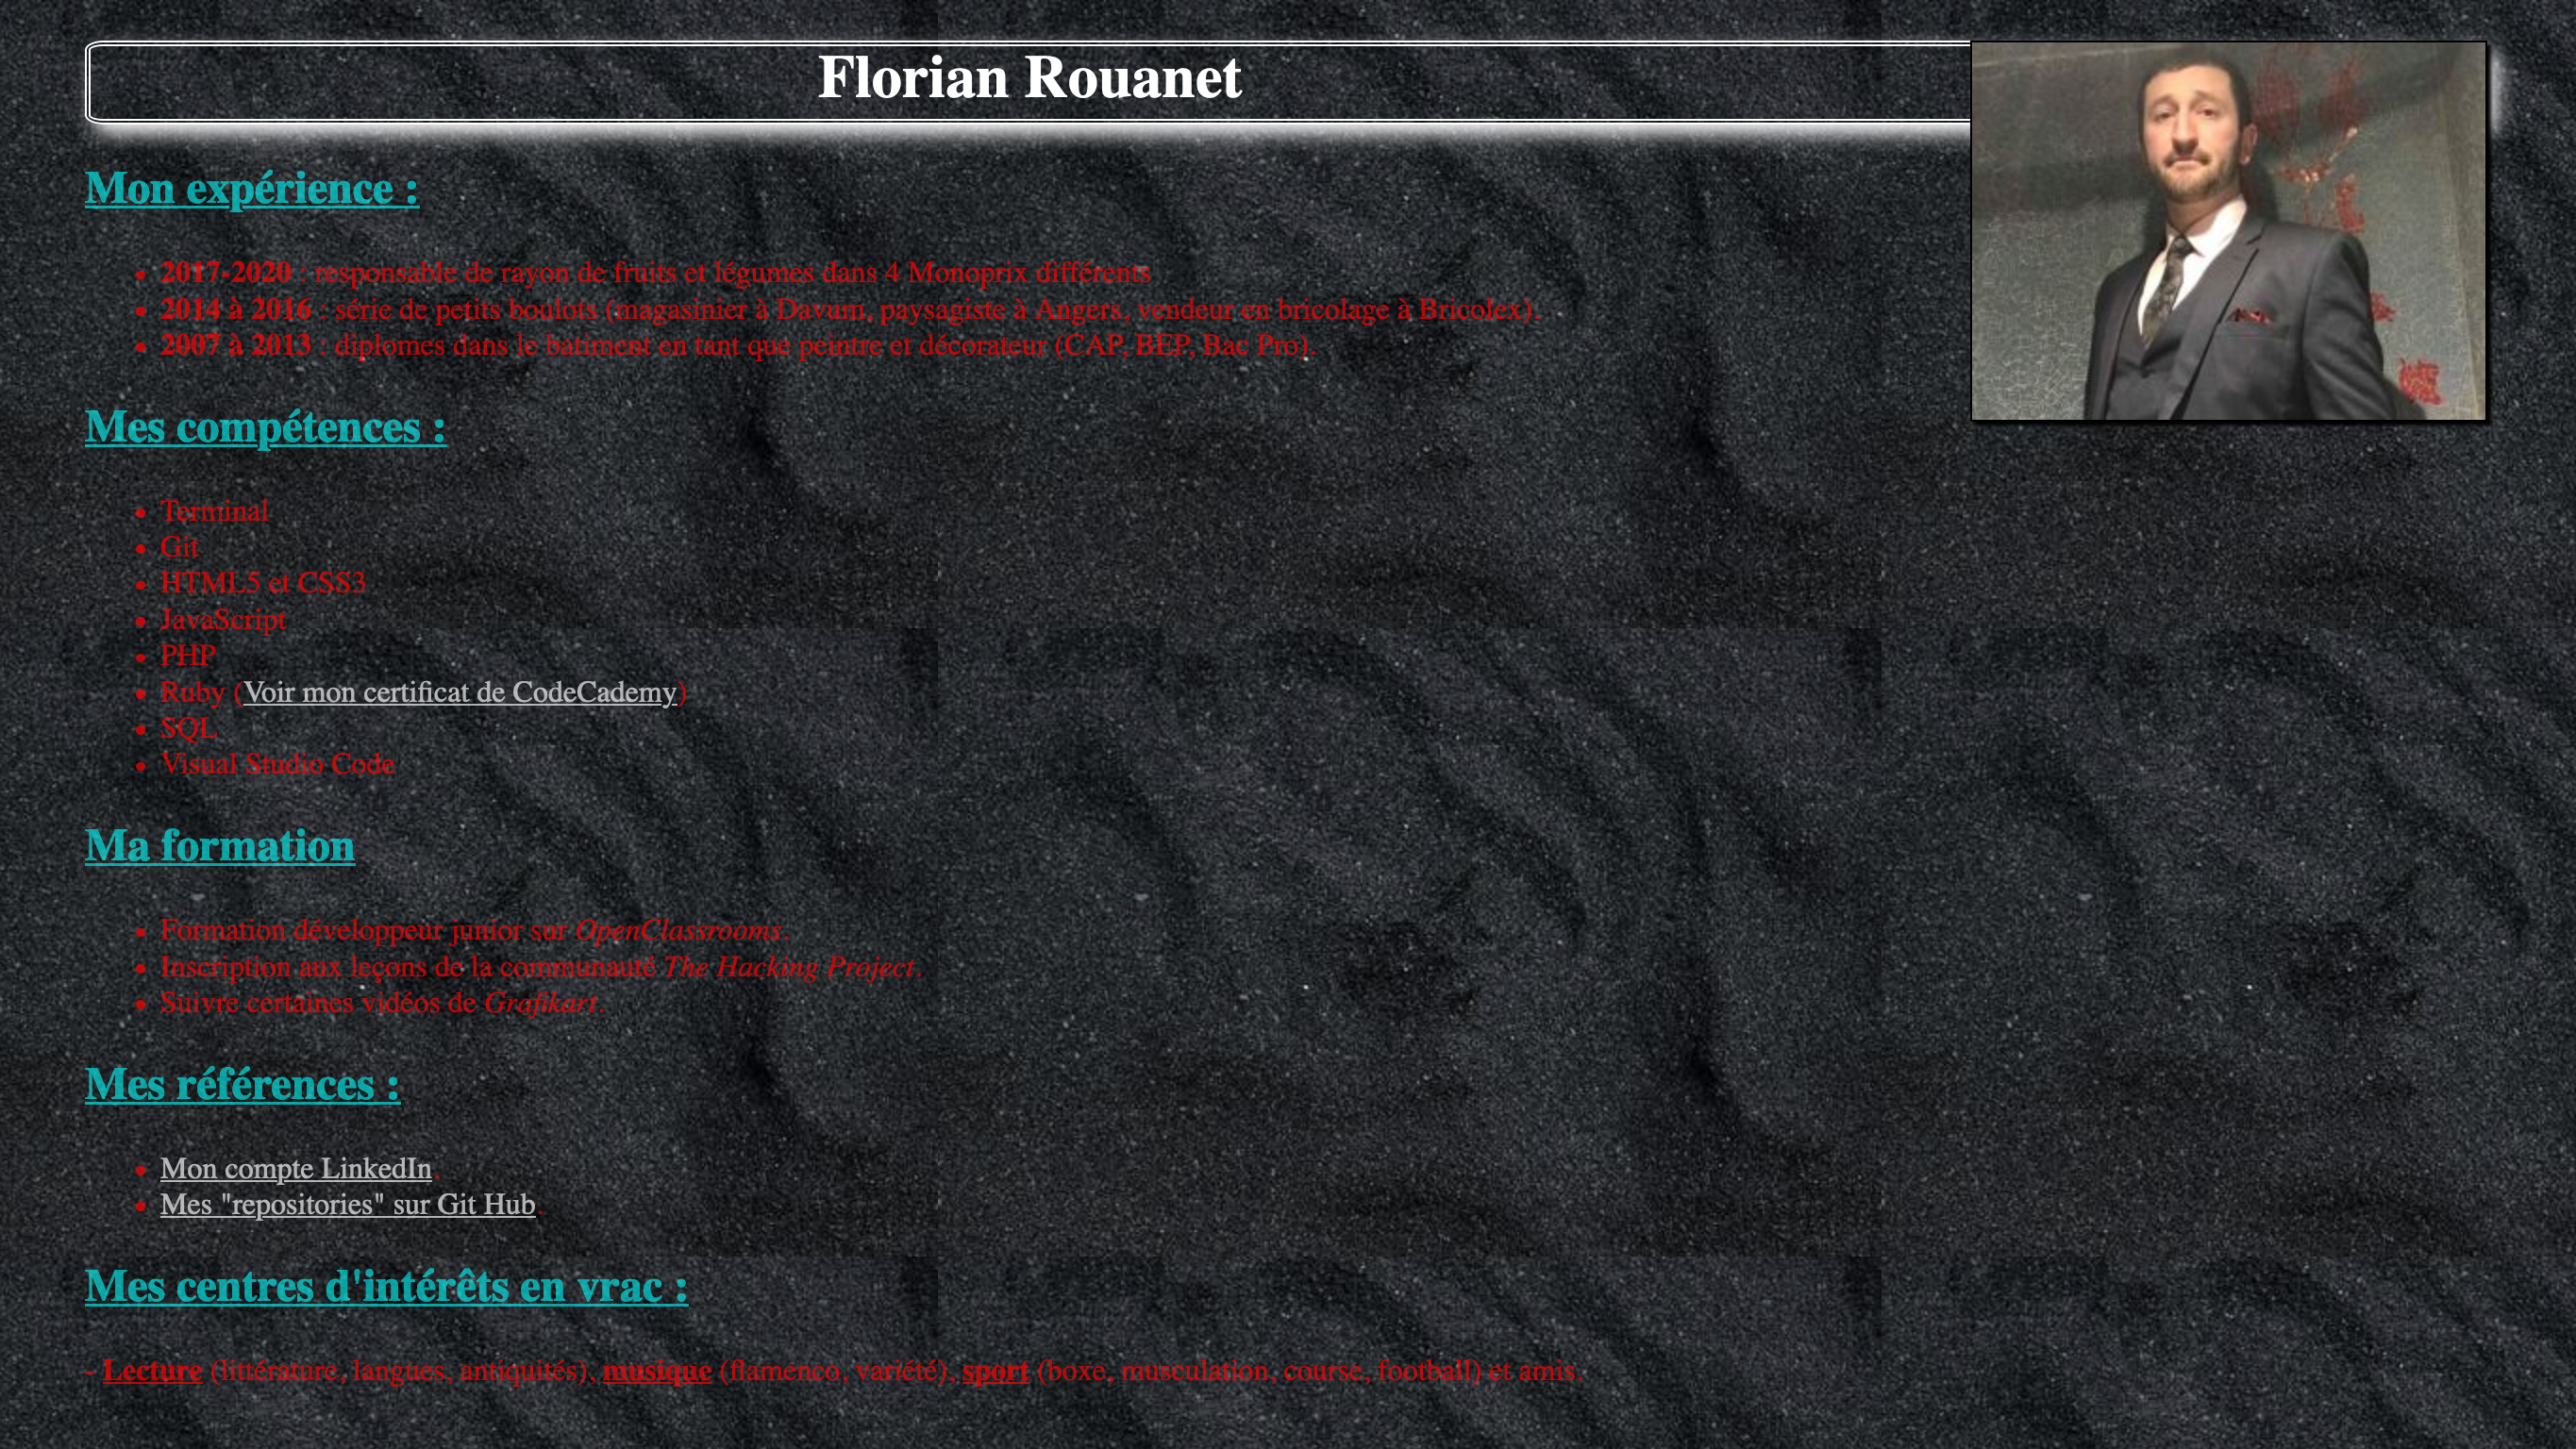 Florian Rouanet
Mon expérience :
2017-2020 : responsable de rayon de fruits et légumes dans 4 Monoprix différents
2014 à 2016 : série de petits boulots (magasinier à Davum, paysagiste à Angers, vendeur en bricolage à Bricolex).
2007 à 2013 : diplomes dans le batiment en tant que peintre et décorateur (CAP, BEP, Bac Pro).
Mes compétences :
Terminal
Git
HTML5 et CSS3
JavaScript
PHP
Ruby (Voir mon certificat de CodeCademy)
SQL
Visual Studio Code
Ma formation
Formation développeur junior sur OpenClassrooms.
Inscription aux leçons de la communauté The Hacking Project.
Suivre certaines vidéos de Grafikart.
Mes références :
Mon compte LinkedIn.
Mes "repositories" sur Git Hub.
Mes centres d'intérêts en vrac :
- Lecture (littérature, langues, antiquités), musique (flamenco, variété), sport (boxe, musculation, course, football) et amis.